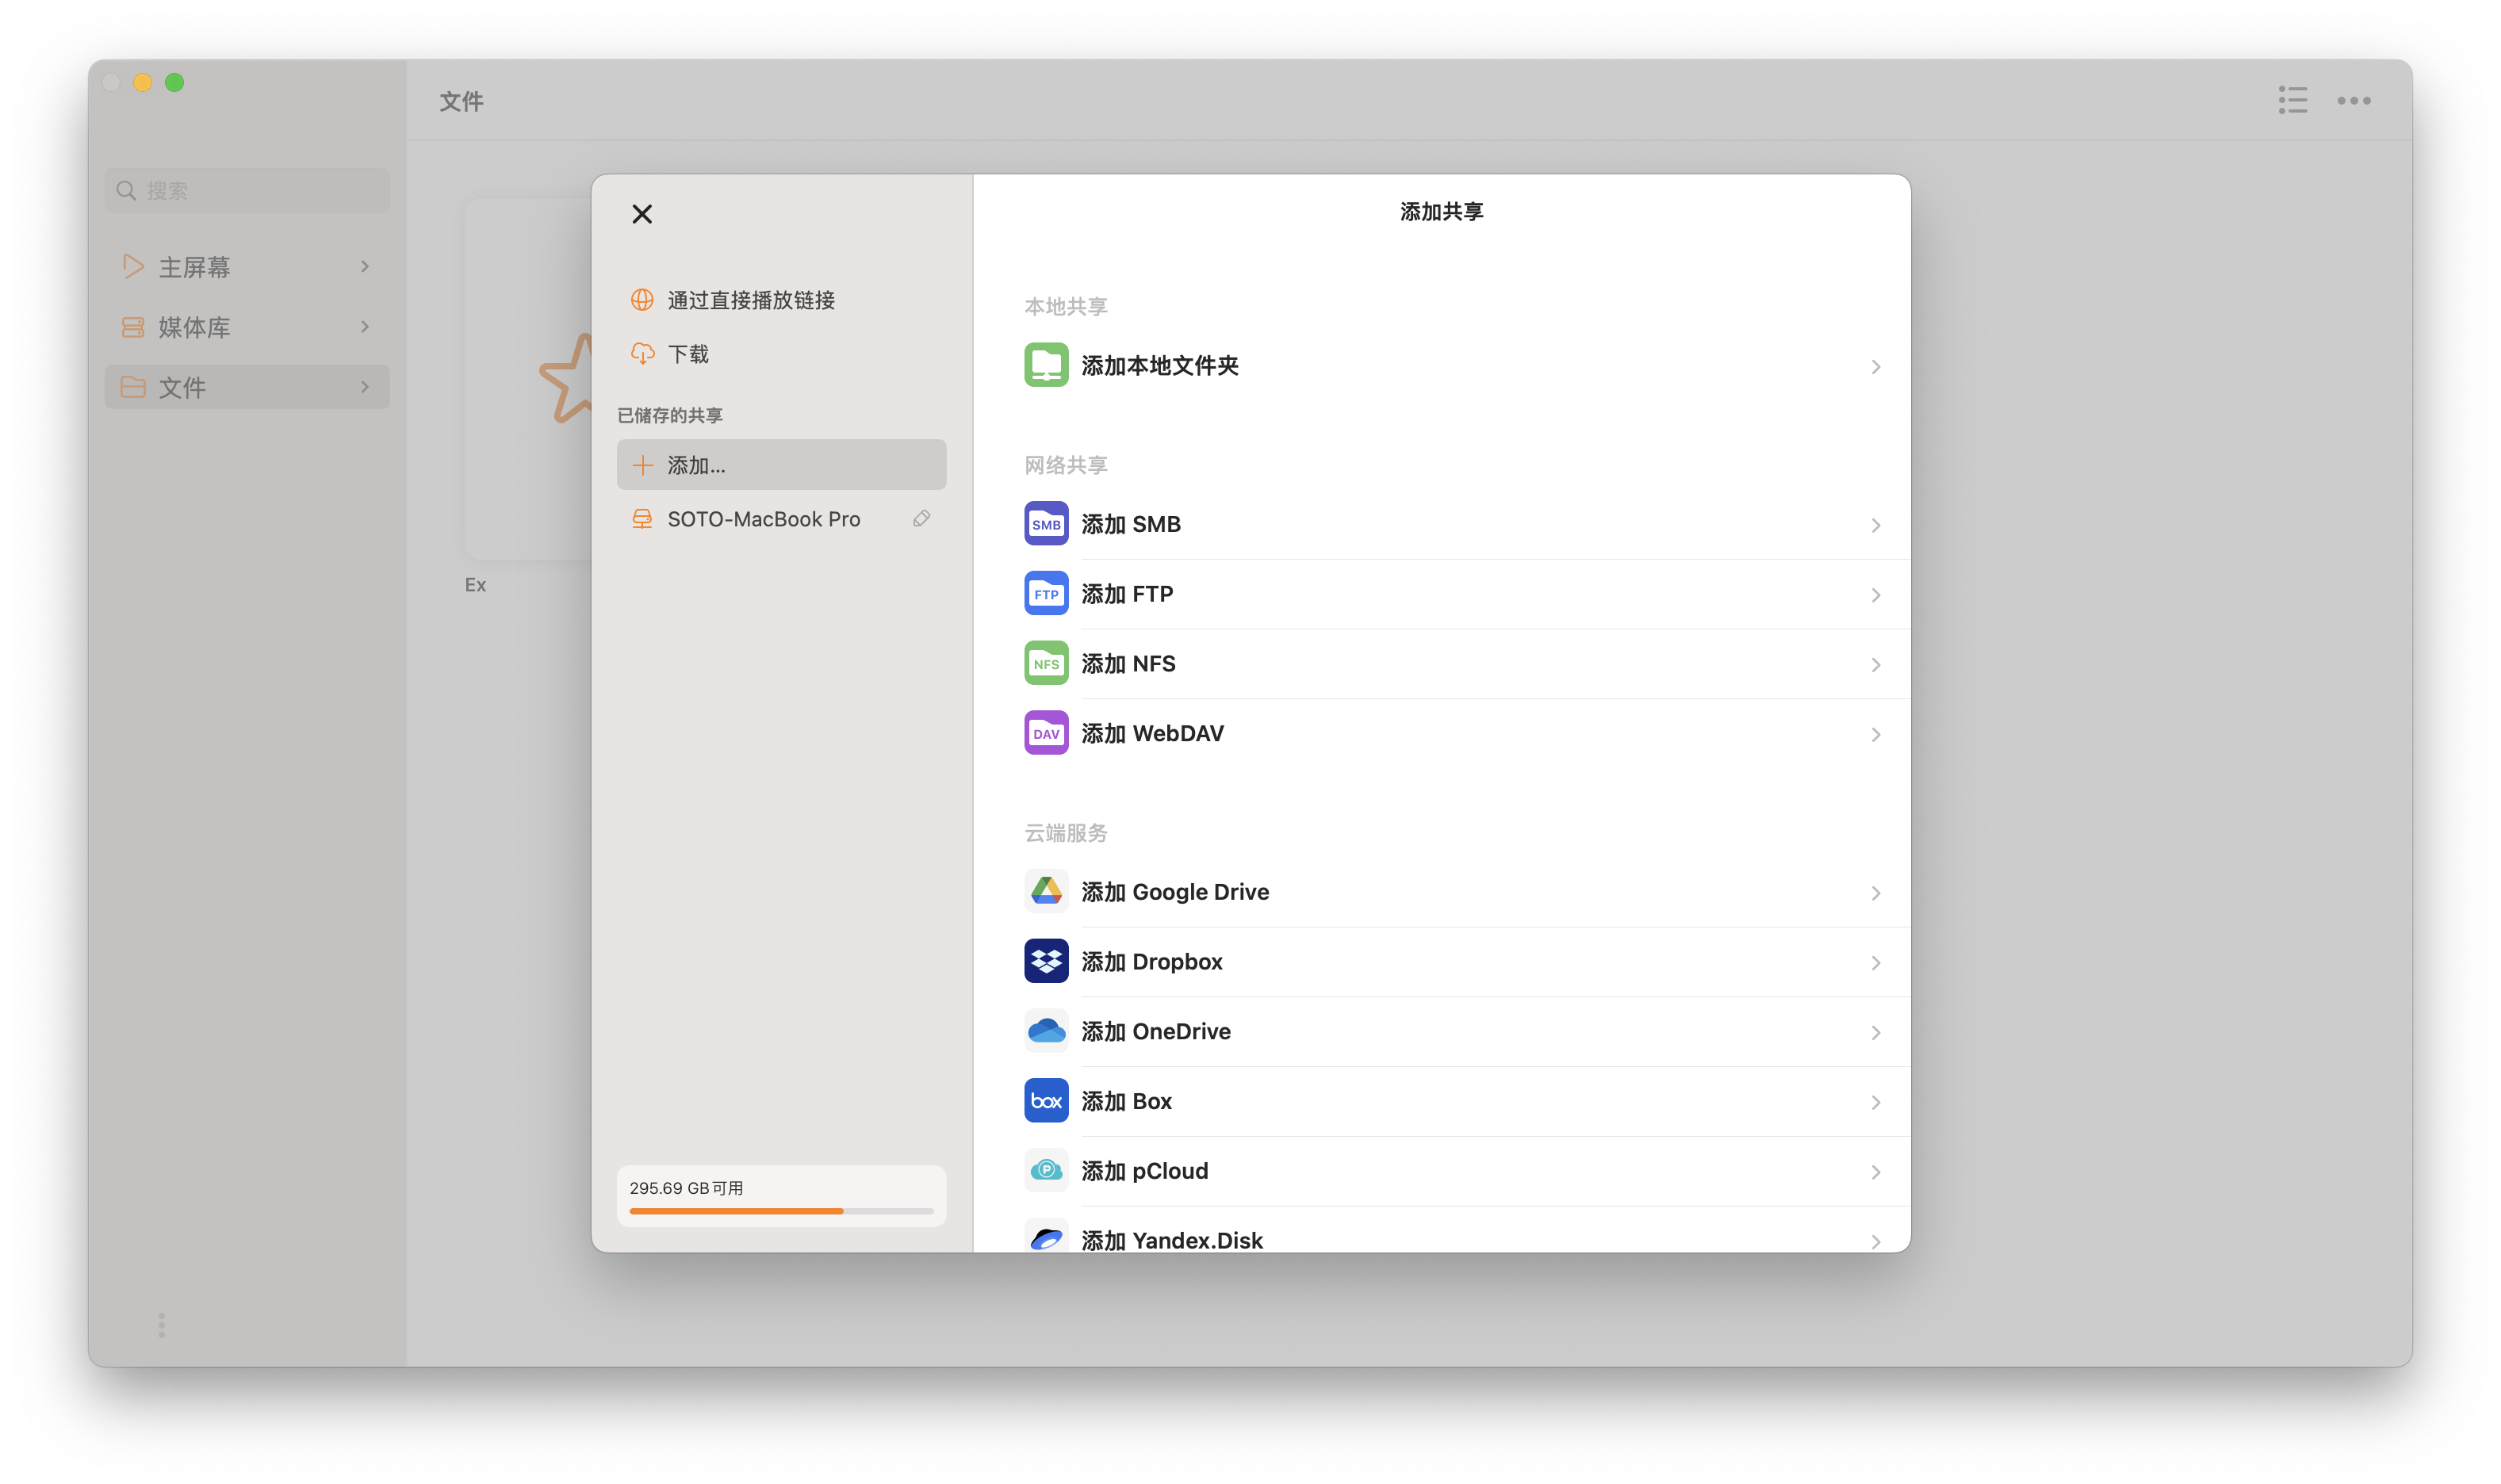 文件
搜索
主屏幕
媒体库
文件
Ex
通过直接播放链接
下载
已储存的共享
添加...
SOTO-MacBook Pro
295.69 GB可用
添加共享
本地共享
添加本地文件夹
网络共享
SMB 添加 SMB
FTP 添加 FTP
NFS 添加 NFS
DAV 添加 WebDAV
云端服务
添加 Google Drive
添加 Dropbox
添加 OneDrive
box 添加 Box
P 添加 pCloud
添加 Yandex.Disk